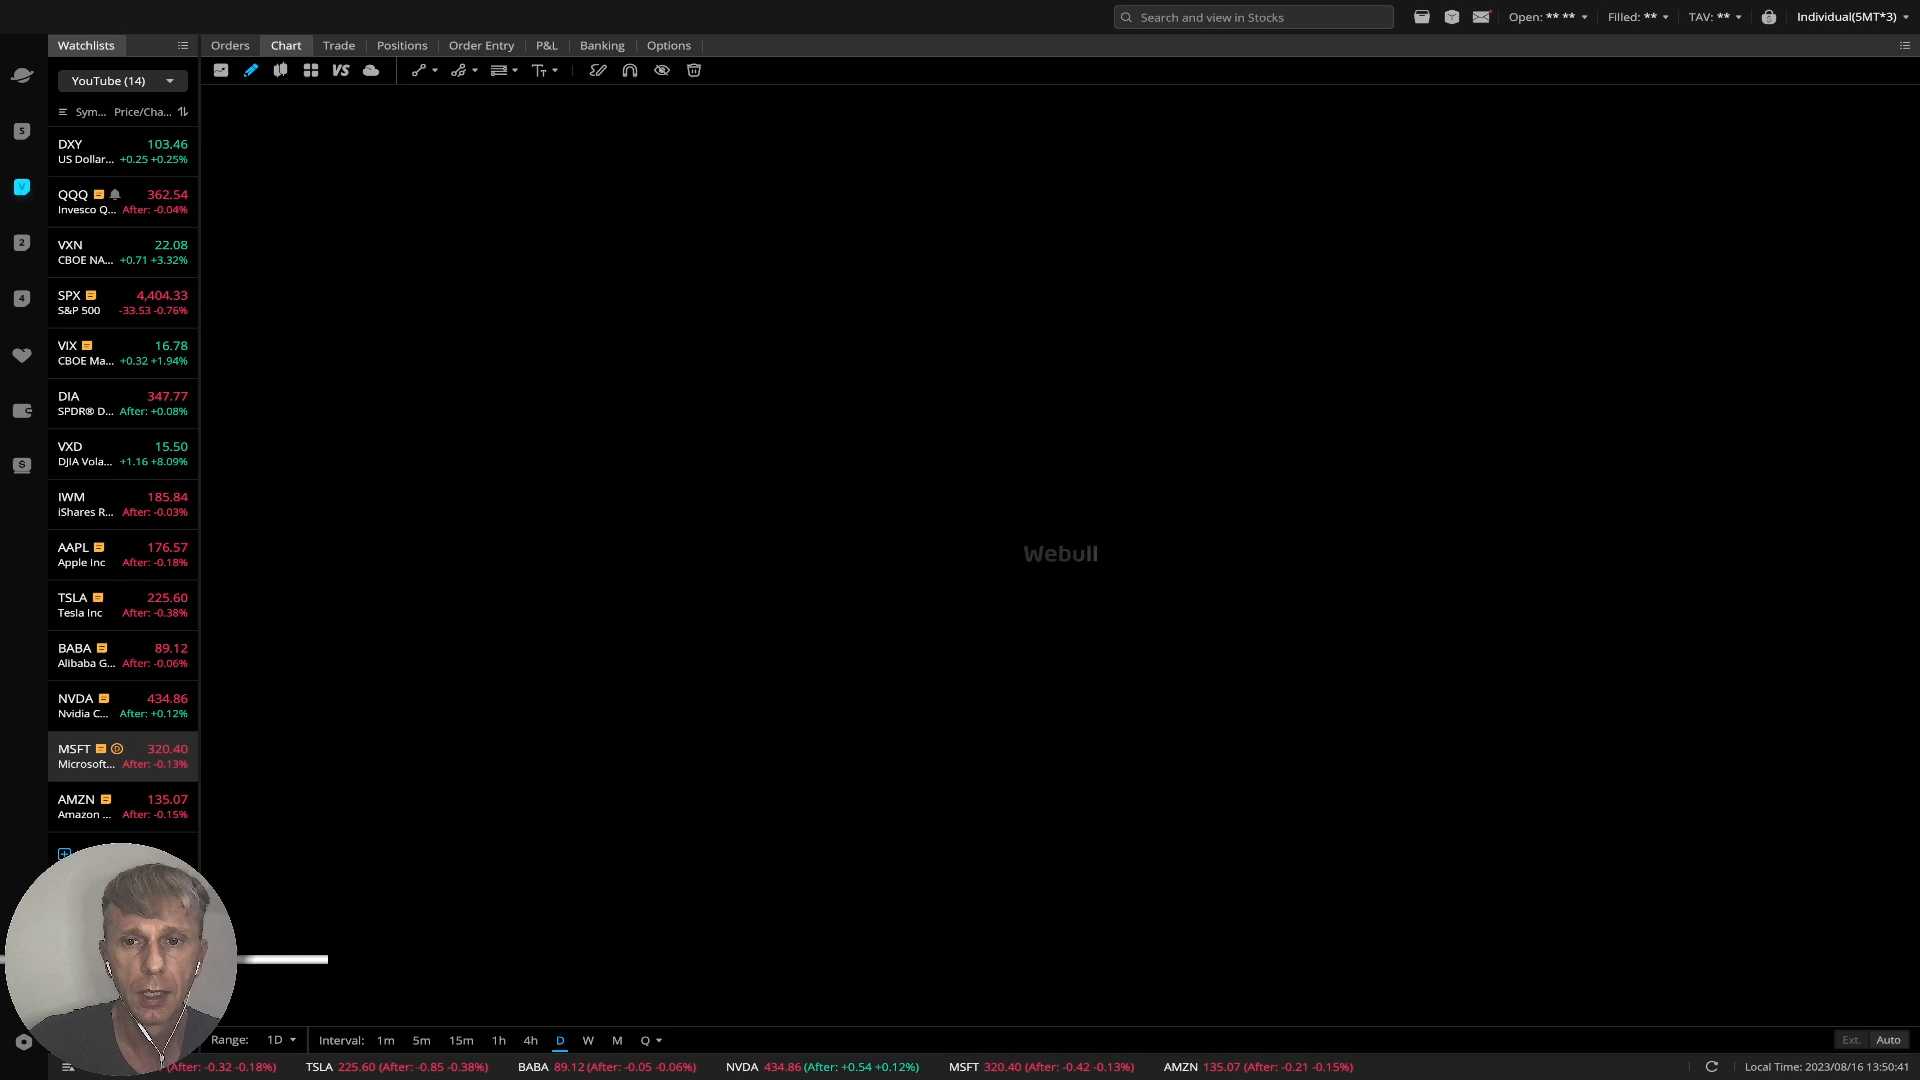 Search and view in Stocks
Open: ** **
Filled: **
TAV: **
Individual(5MT*3)
Watchlists
Orders
Chart
Trade
Positions
Order Entry
P&L
Banking
Options
YouTube (14)
VS
Sym... Price/Cha...
S
V
2
4
S
DXY 103.46
US Dollar... +0.25 +0.25%
QQQ 362.54
Invesco Q... After: -0.04%
VXN 22.08
CBOE NA... +0.71 +3.32%
SPX 4,404.33
S&P 500 -33.53 -0.76%
VIX 16.78
CBOE Ma... +0.32 +1.94%
DIA 347.77
SPDR® D... After: +0.08%
VXD 15.50
DJIA Vola... +1.16 +8.09%
IWM 185.84
iShares R... After: -0.03%
AAPL 176.57
Apple Inc After: -0.18%
TSLA 225.60
Tesla Inc After: -0.38%
BABA 89.12
Alibaba G... After: -0.06%
NVDA 434.86
Nvidia C... After: +0.12%
MSFT D 320.40
Microsoft... After: -0.13%
AMZN 135.07
Amazon ... After: -0.15%
Webull
Range: 1D
Interval: 1m 5m 15m 1h 4h D W M Q
Ext. Auto
(After: -0.32 -0.18%)
TSLA 225.60 (After: -0.85 -0.38%)
BABA 89.12 (After: -0.05 -0.06%)
NVDA 434.86 (After: +0.54 +0.12%)
MSFT 320.40 (After: -0.42 -0.13%)
AMZN 135.07 (After: -0.21 -0.15%)
Local Time: 2023/08/16 13:50:41